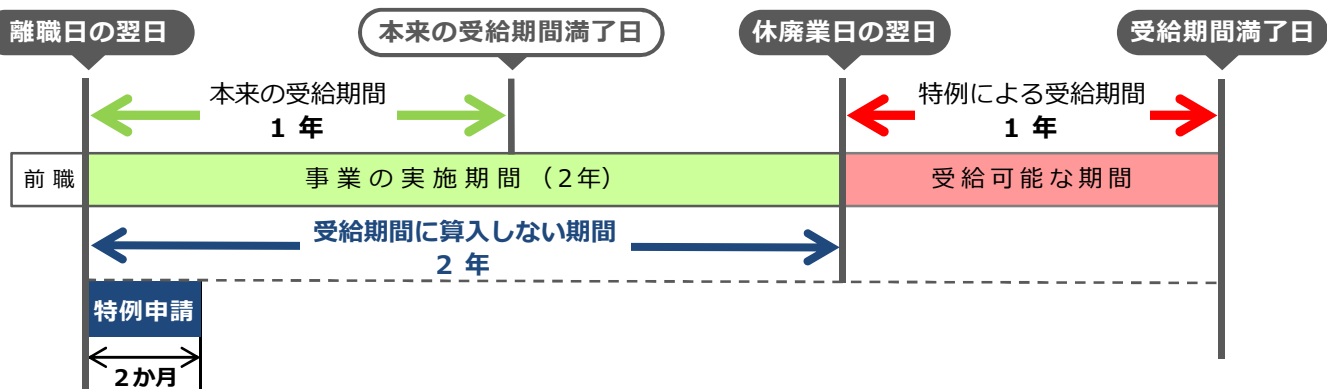 離職日の翌日
本来の受給期間満了日
休廃業日の翌日
受給期間満了日
本来の受給期間
1 年
特例による受給期間
1 年
前職
事業の実施期間（2年）
受給可能な期間
受給期間に算入しない期間
2 年
特例申請
2か月